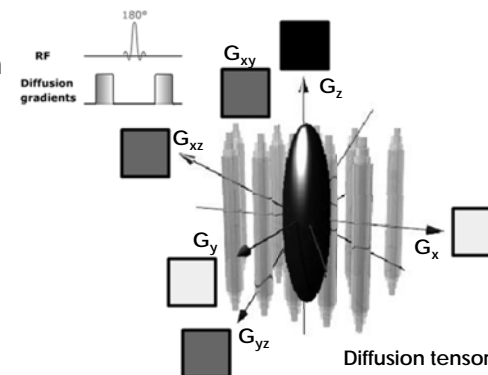 180°
RF
Diffusion
gradients
Gxy
Gz
Gxz
Gy
Gx
Gyz
Diffusion tensor